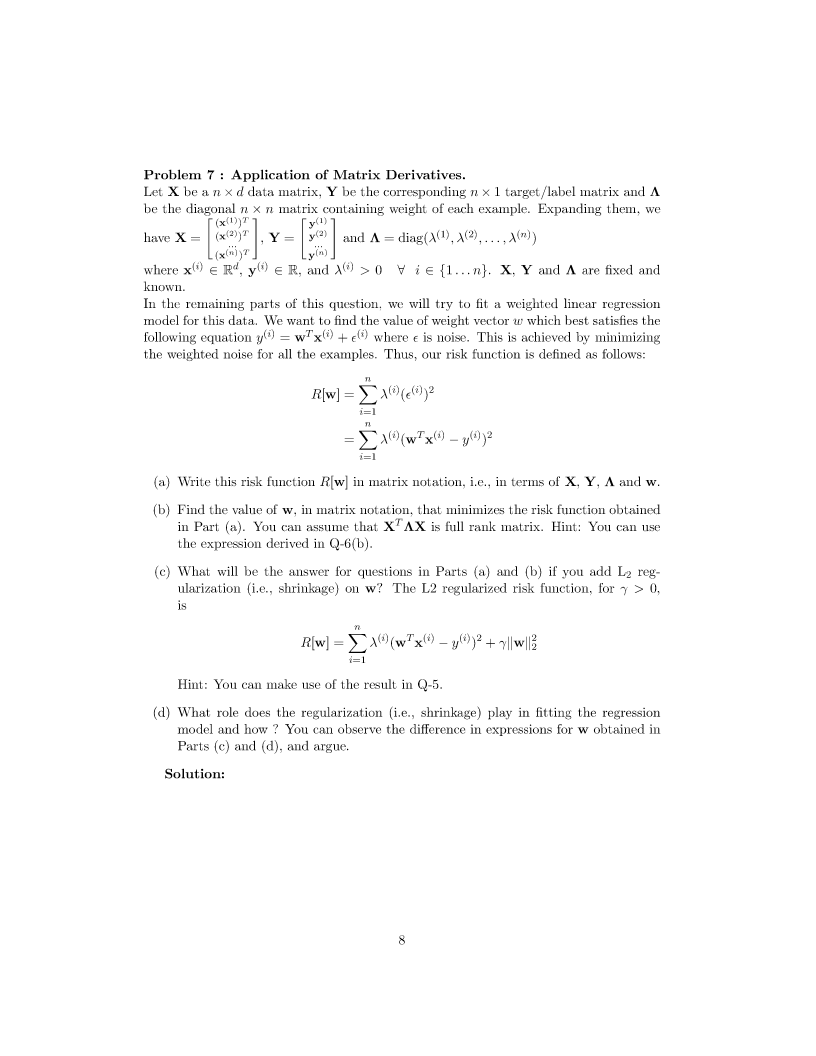 Problem 7 : Application of Matrix Derivatives.
Let X be a n × d data matrix, Y be the corresponding n × 1 target/label matrix and Λ
be the diagonal n × n matrix containing weight of each example. Expanding them, we
have X = [ (x^(1))^T (x^(2))^T ... (x^(n))^T ], Y = [ y^(1) y^(2) ... y^(n) ] and Λ = diag(λ^(1), λ^(2), . . . , λ^(n))
where x^(i) ∈ ℝ^d, y^(i) ∈ ℝ, and λ^(i) > 0 ∀ i ∈ {1 . . . n}. X, Y and Λ are fixed and
known.
In the remaining parts of this question, we will try to fit a weighted linear regression
model for this data. We want to find the value of weight vector w which best satisfies the
following equation y^(i) = w^T x^(i) + ϵ^(i) where ϵ is noise. This is achieved by minimizing
the weighted noise for all the examples. Thus, our risk function is defined as follows:
R[w] = ∑_{i=1}^{n} λ^(i)(ϵ^(i))^2
= ∑_{i=1}^{n} λ^(i)(w^T x^(i) − y^(i))^2
(a) Write this risk function R[w] in matrix notation, i.e., in terms of X, Y, Λ and w.
(b) Find the value of w, in matrix notation, that minimizes the risk function obtained
in Part (a). You can assume that X^T ΛX is full rank matrix. Hint: You can use
the expression derived in Q-6(b).
(c) What will be the answer for questions in Parts (a) and (b) if you add L_2 reg-
ularization (i.e., shrinkage) on w? The L2 regularized risk function, for γ > 0,
is
R[w] = ∑_{i=1}^{n} λ^(i)(w^T x^(i) − y^(i))^2 + γ‖w‖_2^2
Hint: You can make use of the result in Q-5.
(d) What role does the regularization (i.e., shrinkage) play in fitting the regression
model and how ? You can observe the difference in expressions for w obtained in
Parts (c) and (d), and argue.
Solution:
8